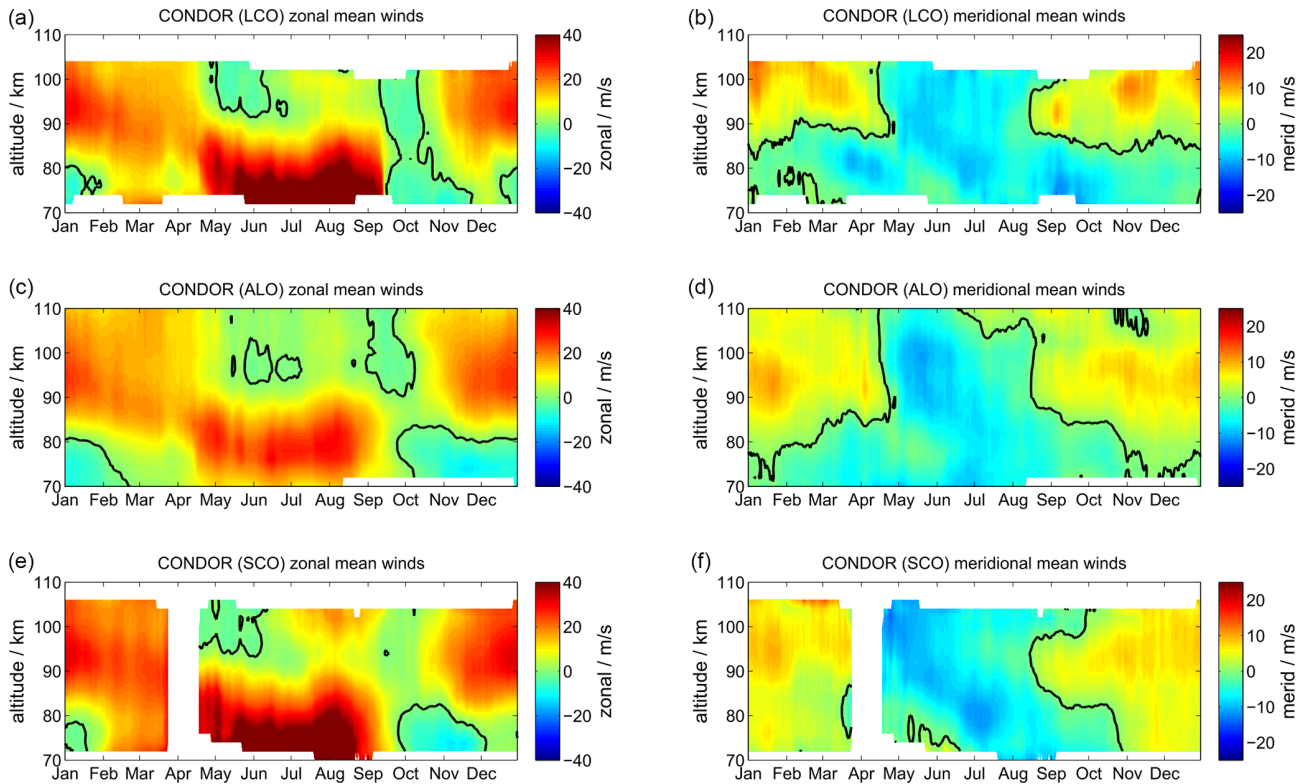 (a) CONDOR (LCO) zonal mean winds
110
100
90
80
70
altitude / km
Jan Feb Mar Apr May Jun Jul Aug Sep Oct Nov Dec
40
20
0
−20
−40
zonal / m/s
(b) CONDOR (LCO) meridional mean winds
110
100
90
80
70
altitude / km
Jan Feb Mar Apr May Jun Jul Aug Sep Oct Nov Dec
20
10
0
−10
−20
merid / m/s
(c) CONDOR (ALO) zonal mean winds
110
100
90
80
70
altitude / km
Jan Feb Mar Apr May Jun Jul Aug Sep Oct Nov Dec
40
20
0
−20
−40
zonal / m/s
(d) CONDOR (ALO) meridional mean winds
110
100
90
80
70
altitude / km
Jan Feb Mar Apr May Jun Jul Aug Sep Oct Nov Dec
20
10
0
−10
−20
merid / m/s
(e) CONDOR (SCO) zonal mean winds
110
100
90
80
70
altitude / km
Jan Feb Mar Apr May Jun Jul Aug Sep Oct Nov Dec
40
20
0
−20
−40
zonal / m/s
(f) CONDOR (SCO) meridional mean winds
110
100
90
80
70
altitude / km
Jan Feb Mar Apr May Jun Jul Aug Sep Oct Nov Dec
20
10
0
−10
−20
merid / m/s